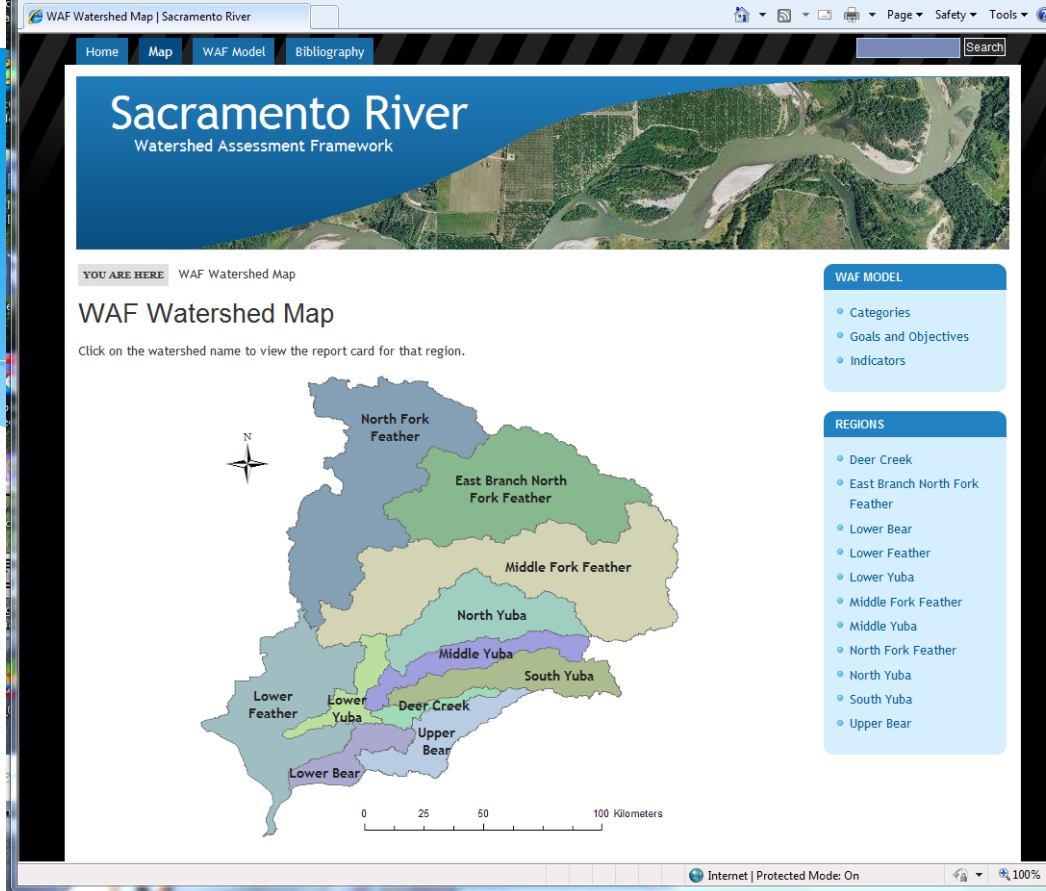 WAF Watershed Map | Sacramento River
Page Safety Tools
Home Map WAF Model Bibliography Search
Sacramento River
Watershed Assessment Framework
YOU ARE HERE WAF Watershed Map
WAF Watershed Map
Click on the watershed name to view the report card for that region.
N
North Fork
Feather
East Branch North
Fork Feather
Middle Fork Feather
North Yuba
Middle Yuba
South Yuba
Lower
Feather
Lower
Yuba
Deer Creek
Upper
Bear
Lower Bear
0 25 50 100 Kilometers
WAF MODEL
Categories
Goals and Objectives
Indicators
REGIONS
Deer Creek
East Branch North Fork
Feather
Lower Bear
Lower Feather
Lower Yuba
Middle Fork Feather
Middle Yuba
North Fork Feather
North Yuba
South Yuba
Upper Bear
Internet | Protected Mode: On 100%